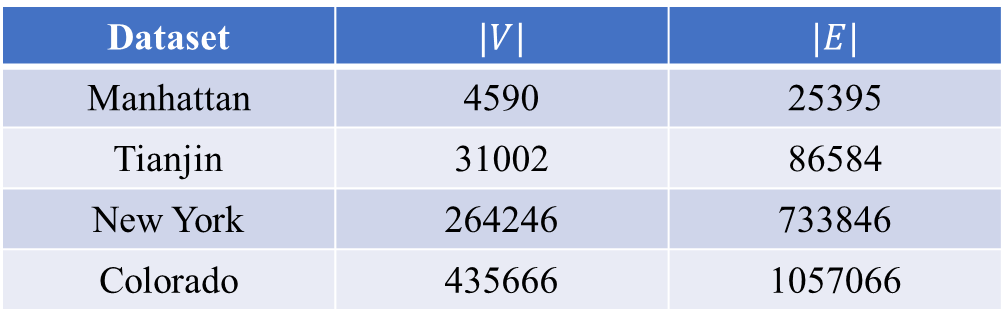 Dataset |V| |E|
Manhattan 4590 25395
Tianjin 31002 86584
New York 264246 733846
Colorado 435666 1057066